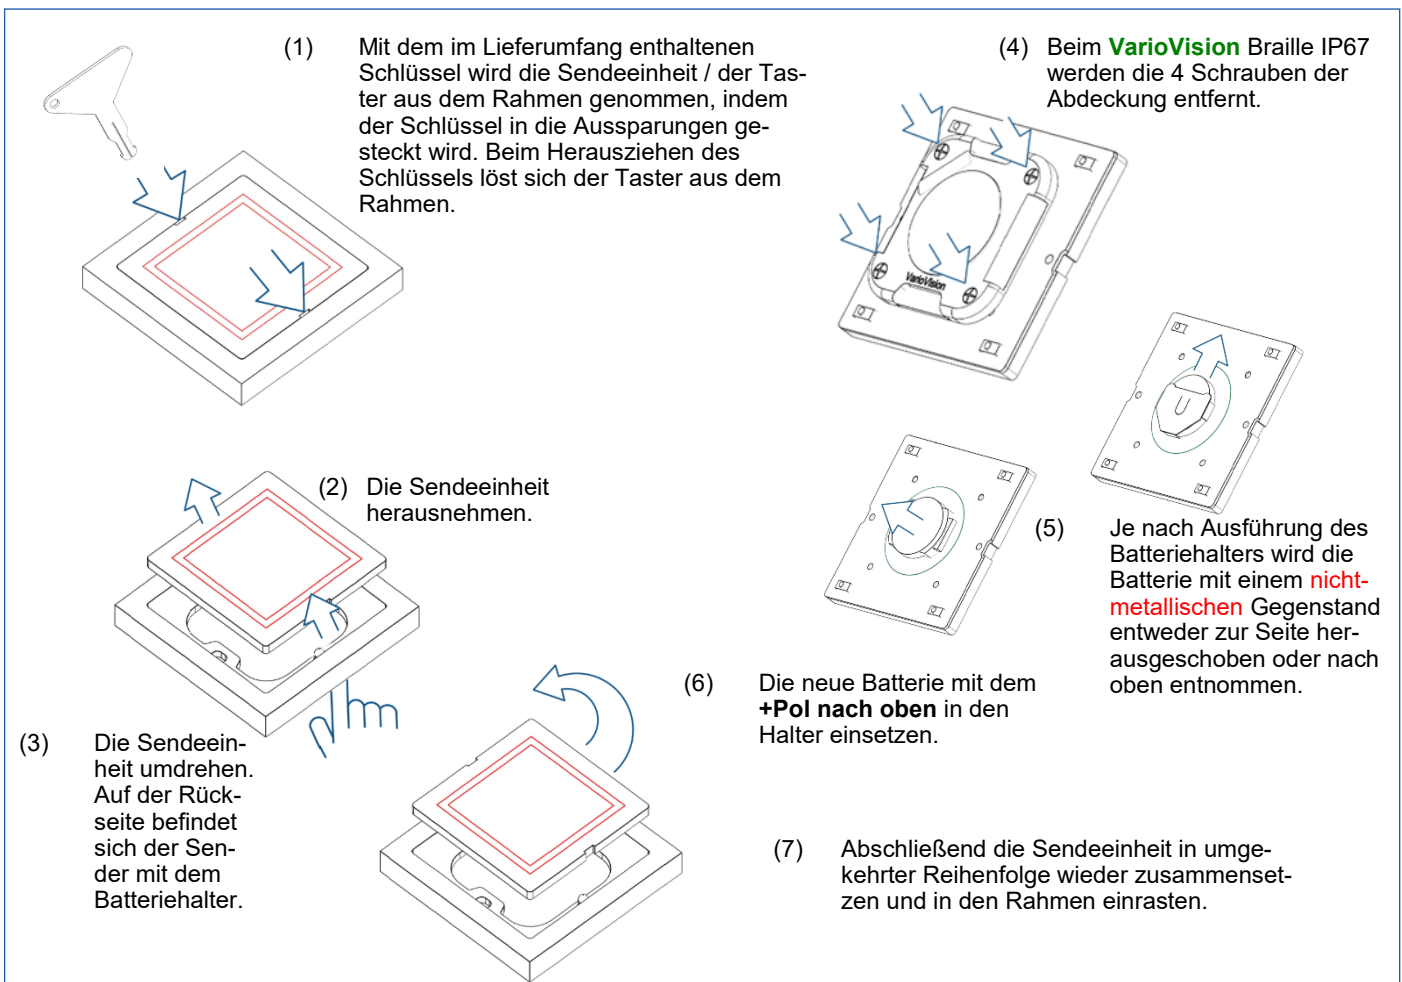 (1) Mit dem im Lieferumfang enthaltenen
Schlüssel wird die Sendeeinheit / der Tas-
ter aus dem Rahmen genommen, indem
der Schlüssel in die Aussparungen ge-
steckt wird. Beim Herausziehen des
Schlüssels löst sich der Taster aus dem
Rahmen.
(2) Die Sendeeinheit
herausnehmen.
(3) Die Sendeein-
heit umdrehen.
Auf der Rück-
seite befindet
sich der Sen-
der mit dem
Batteriehalter.
(4) Beim VarioVision Braille IP67
werden die 4 Schrauben der
Abdeckung entfernt.
VarioVision
(5) Je nach Ausführung des
Batteriehalters wird die
Batterie mit einem nicht-
metallischen Gegenstand
entweder zur Seite her-
ausgeschoben oder nach
oben entnommen.
(6) Die neue Batterie mit dem
+Pol nach oben in den
Halter einsetzen.
(7) Abschließend die Sendeeinheit in umge-
kehrter Reihenfolge wieder zusammenset-
zen und in den Rahmen einrasten.